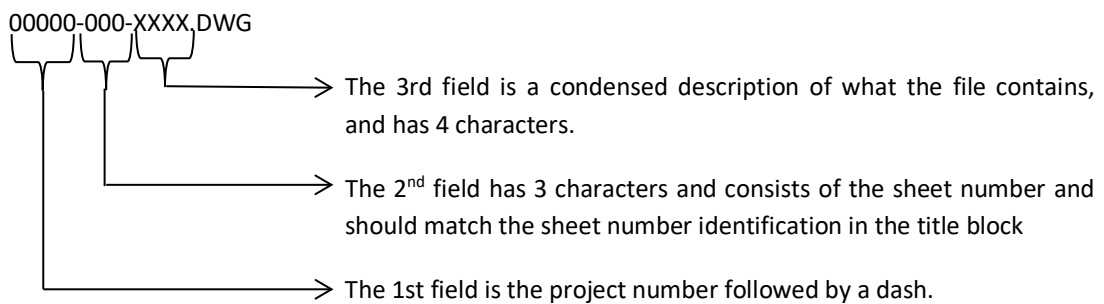 00000-000-XXXX.DWG
The 3rd field is a condensed description of what the file contains,
and has 4 characters.
The 2nd field has 3 characters and consists of the sheet number and
should match the sheet number identification in the title block
The 1st field is the project number followed by a dash.